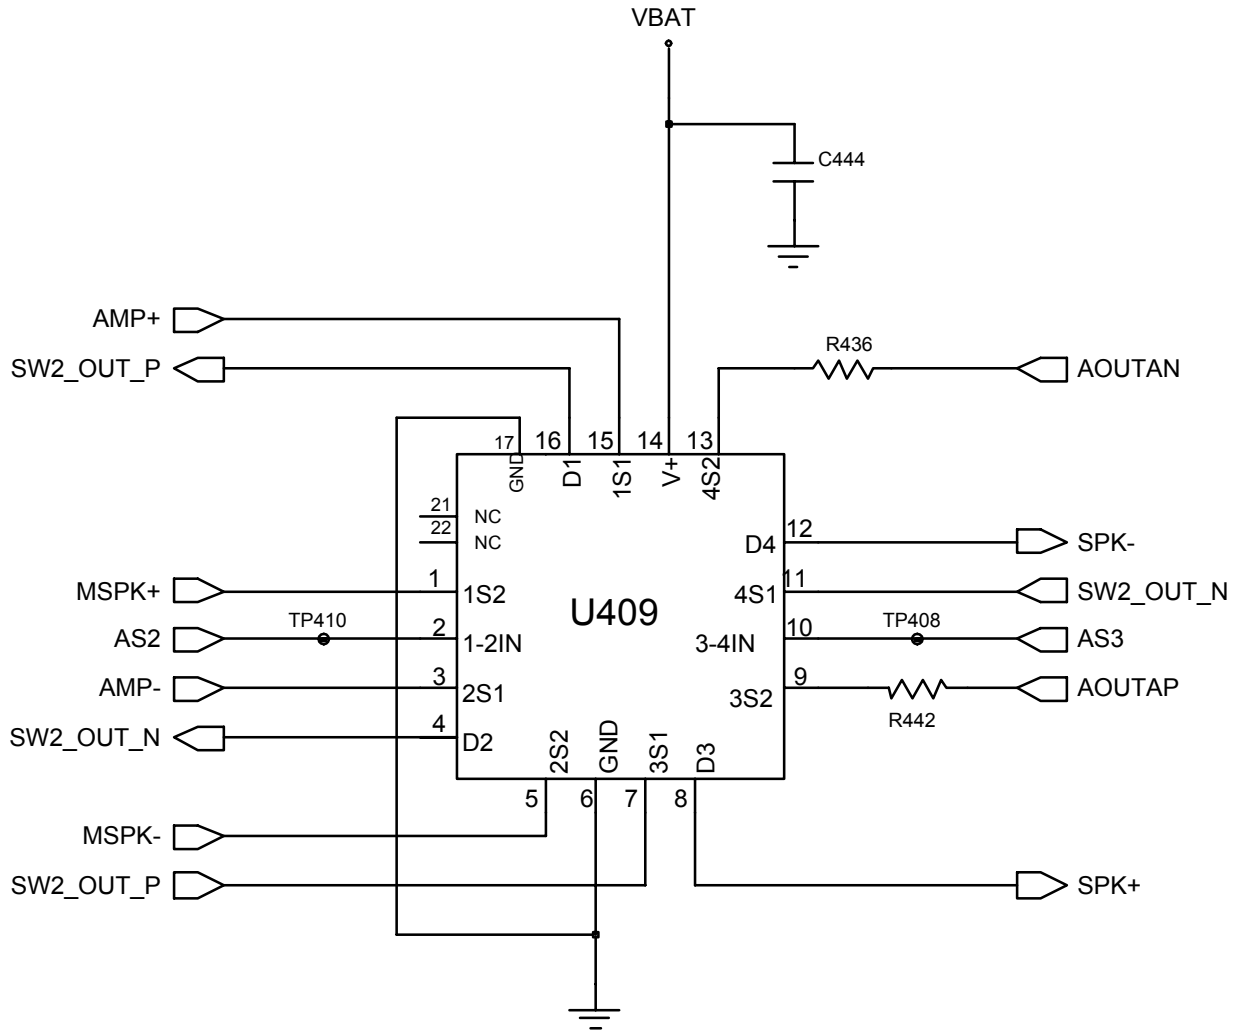 VBAT
C444
AMP+
R436
SW2_OUT_P
AOUTAN
17 16 15 14 13
GND D1 1S1 V+ 4S2
21 NC
22 NC
12
D4
SPK-
MSPK+
1
1S2
U409
11
4S1
SW2_OUT_N
AS2
TP410
2
1-2IN
10
3-4IN
TP408
AS3
AMP-
3
2S1
9
3S2
AOUTAP
R442
SW2_OUT_N
4
D2
2S2 GND 3S1 D3
5 6 7 8
MSPK-
SW2_OUT_P
SPK+